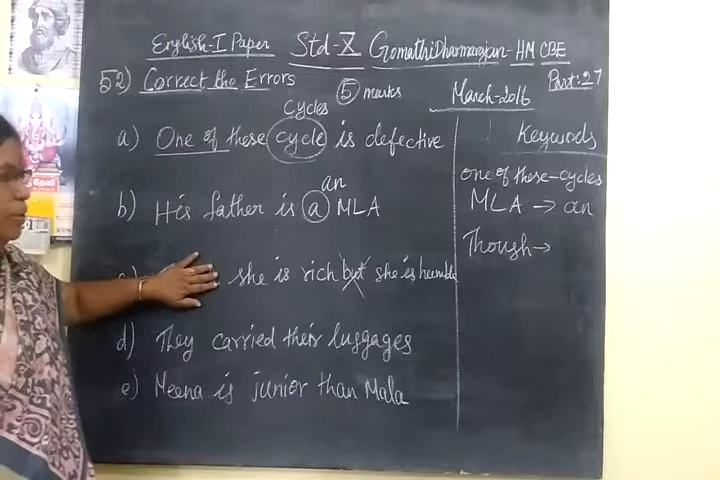 English-I Paper Std-X Gomathi Dharmarajan-HM CBE
52) Correct the Errors 5 marks March-2016 Part:27
cycles
a) One of these cycle is defective
an
b) His father is a MLA
she is rich but she is humble
d) They carried their luggages
e) Meena is junior than Mala
Keywords
one of these-cycles
MLA → an
Though →